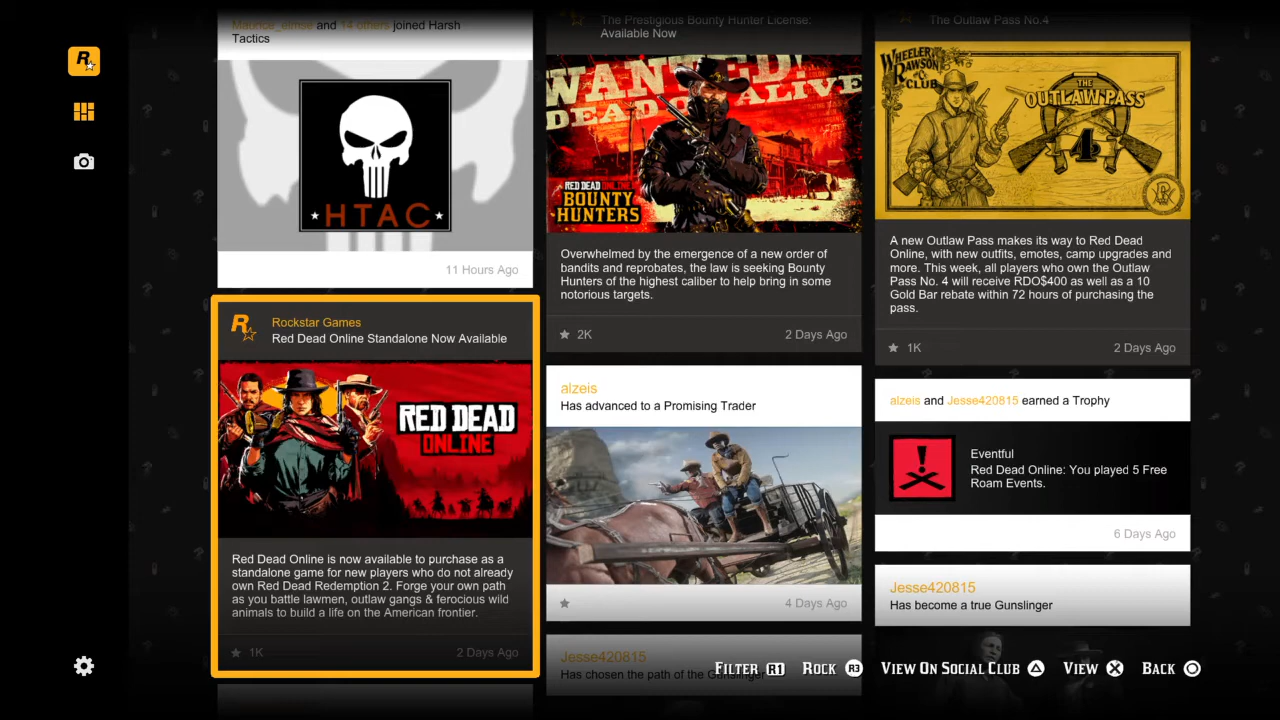 Maurice_elmse and 14 others joined Harsh
Tactics
HTAC
11 Hours Ago
R
Rockstar Games
Red Dead Online Standalone Now Available
RED DEAD
ONLINE
Red Dead Online is now available to purchase as a
standalone game for new players who do not already
own Red Dead Redemption 2. Forge your own path
as you battle lawmen, outlaw gangs & ferocious wild
animals to build a life on the American frontier.
1K
2 Days Ago
The Prestigious Bounty Hunter License:
Available Now
WANTED!
DEAD OR ALIVE
RED DEAD ONLINE
BOUNTY
HUNTERS
Overwhelmed by the emergence of a new order of
bandits and reprobates, the law is seeking Bounty
Hunters of the highest caliber to help bring in some
notorious targets.
2K
2 Days Ago
alzeis
Has advanced to a Promising Trader
4 Days Ago
Jesse420815
Has chosen the path of the Gunslinger
The Outlaw Pass No.4
WHEELER
RAWSON
CLUB
THE
OUTLAW PASS
4
A new Outlaw Pass makes its way to Red Dead
Online, with new outfits, emotes, camp upgrades and
more. This week, all players who own the Outlaw
Pass No. 4 will receive RDO$400 as well as a 10
Gold Bar rebate within 72 hours of purchasing the
pass.
1K
2 Days Ago
alzeis and Jesse420815 earned a Trophy
Eventful
Red Dead Online: You played 5 Free
Roam Events.
6 Days Ago
Jesse420815
Has become a true Gunslinger
R
FILTER R1
ROCK R3
VIEW ON SOCIAL CLUB
VIEW
BACK